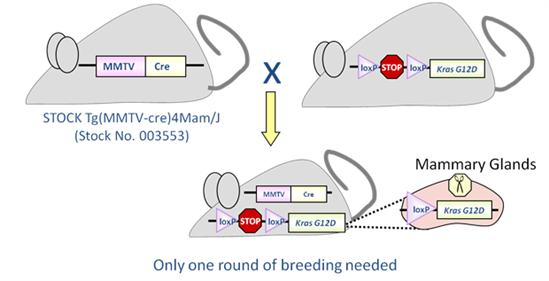 MMTV Cre
X
loxP STOP loxP Kras G12D
STOCK Tg(MMTV-cre)4Mam/J
(Stock No. 003553)
Mammary Glands
MMTV Cre
loxP STOP loxP Kras G12D
loxP Kras G12D
Only one round of breeding needed